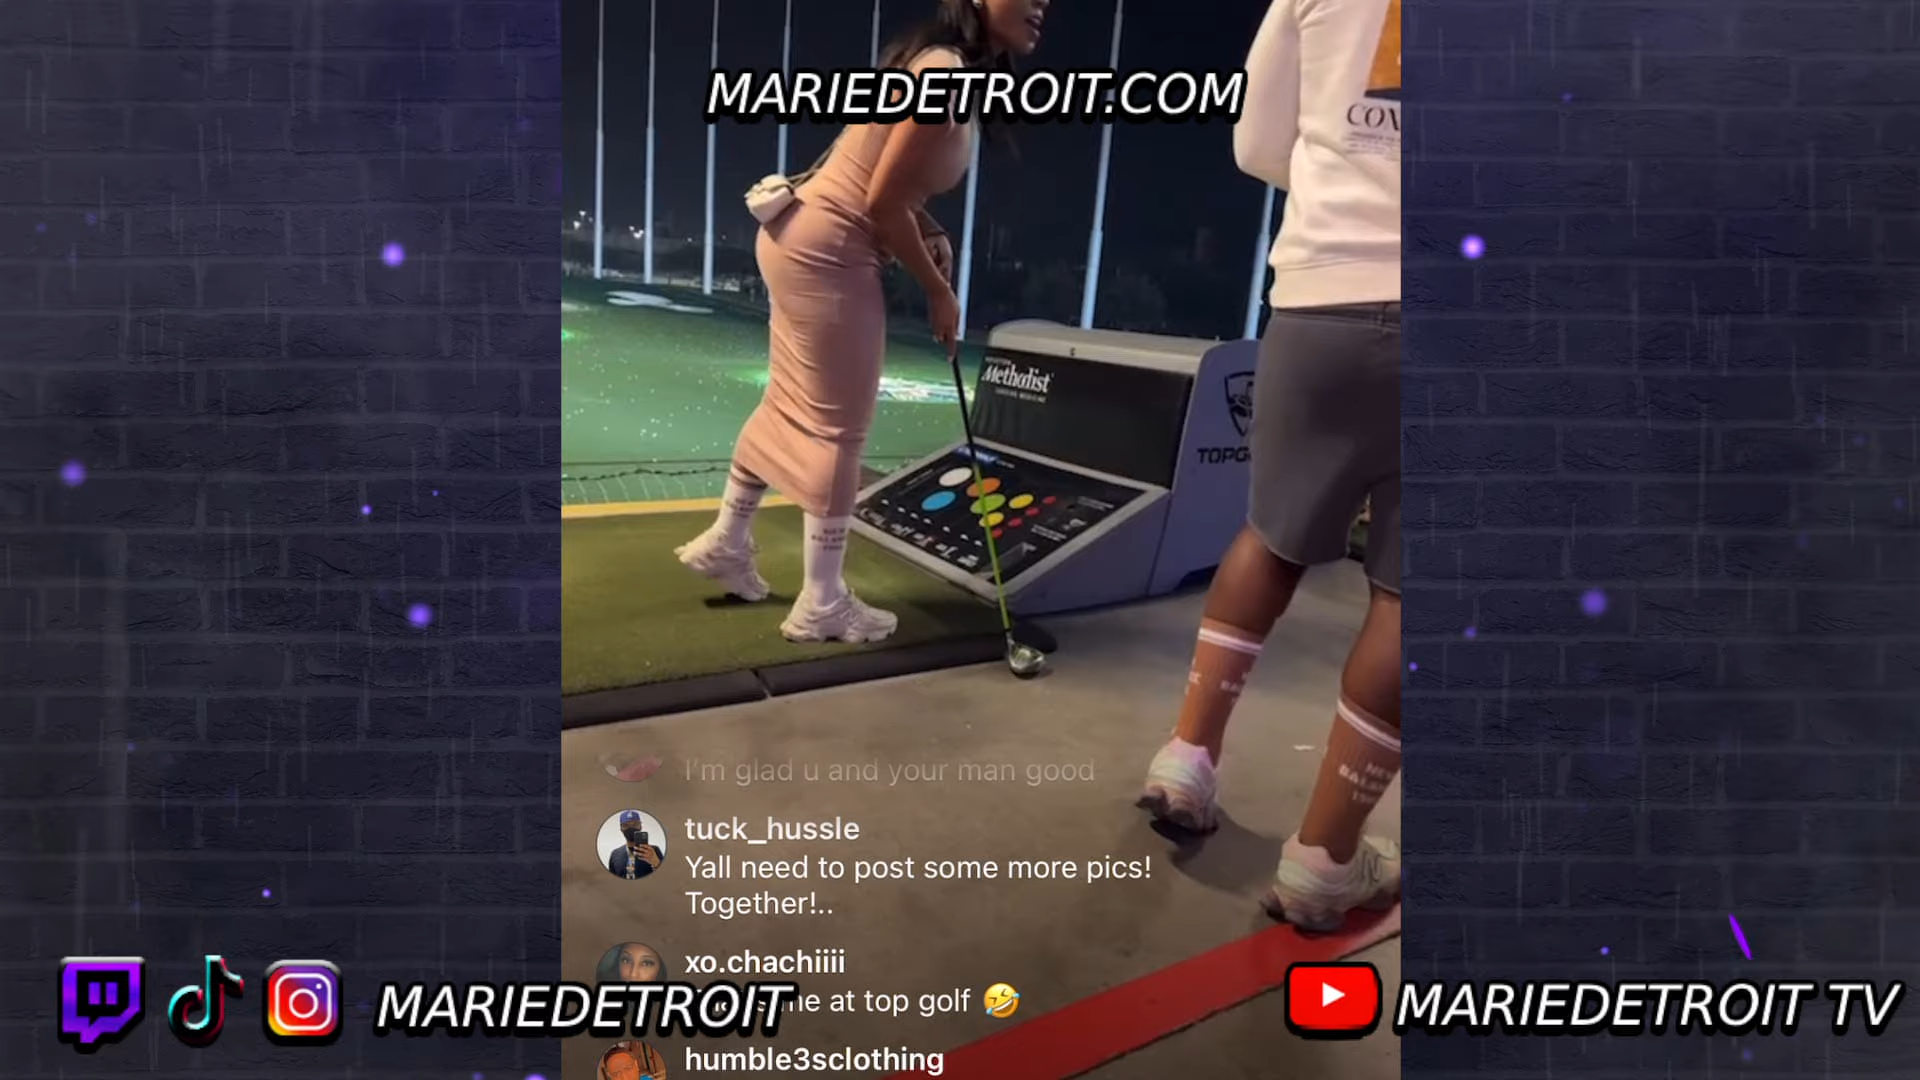 MARIEDETROIT.COM
Methodist
TOPG
I'm glad u and your man good
tuck_hussle
Yall need to post some more pics!
Together!..
xo.chachiiii
me at top golf 🤣
MARIEDETROIT
MARIEDETROIT TV
humble3sclothing